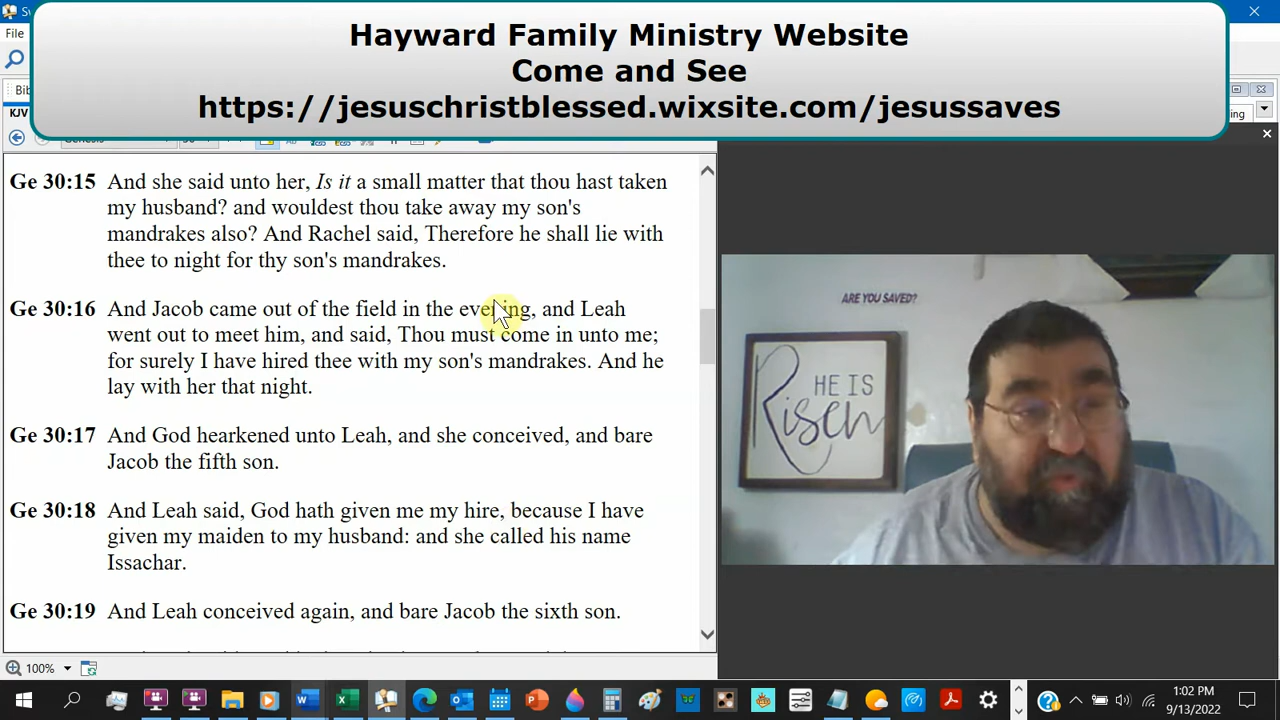 Hayward Family Ministry Website
Come and See
https://jesuschristblessed.wixsite.com/jesussaves
File
KJV
Ge 30:15 And she said unto her, Is it a small matter that thou hast taken
my husband? and wouldest thou take away my son's
mandrakes also? And Rachel said, Therefore he shall lie with
thee to night for thy son's mandrakes.
Ge 30:16 And Jacob came out of the field in the evening, and Leah
went out to meet him, and said, Thou must come in unto me;
for surely I have hired thee with my son's mandrakes. And he
lay with her that night.
Ge 30:17 And God hearkened unto Leah, and she conceived, and bare
Jacob the fifth son.
Ge 30:18 And Leah said, God hath given me my hire, because I have
given my maiden to my husband: and she called his name
Issachar.
Ge 30:19 And Leah conceived again, and bare Jacob the sixth son.
ARE YOU SAVED?
HE IS
Risen
100%
1:02 PM
9/13/2022